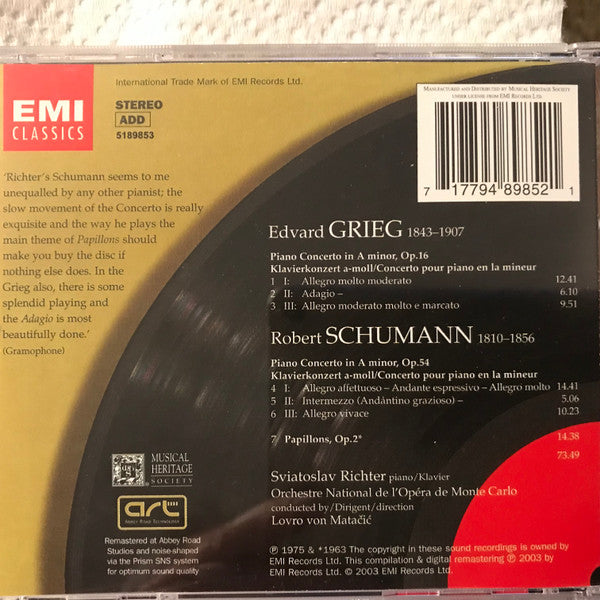 International Trade Mark of EMI Records Ltd.
EMI
CLASSICS
STEREO
ADD
5189853
MANUFACTURED AND DISTRIBUTED BY MUSICAL HERITAGE SOCIETY
UNDER LICENSE FROM EMI RECORDS LTD.
7 17794 89852 1
'Richter's Schumann seems to me
unequalled by any other pianist; the
slow movement of the Concerto is really
exquisite and the way he plays the
main theme of Papillons should
make you buy the disc if
nothing else does. In the
Grieg also, there is some
splendid playing and
the Adagio is most
beautifully done.'
(Gramophone)
Edvard GRIEG 1843–1907
Piano Concerto in A minor, Op.16
Klavierkonzert a-moll/Concerto pour piano en la mineur
1 I: Allegro molto moderato 12.41
2 II: Adagio – 6.10
3 III: Allegro moderato molto e marcato 9.51
Robert SCHUMANN 1810–1856
Piano Concerto in A minor, Op.54
Klavierkonzert a-moll/Concerto pour piano en la mineur
4 I: Allegro affettuoso – Andante espressivo – Allegro molto 14.41
5 II: Intermezzo (Andantino grazioso) – 5.06
6 III: Allegro vivace 10.23
7 Papillons, Op.2* 14.38
73.49
Sviatoslav Richter piano/Klavier
Orchestre National de l'Opéra de Monte Carlo
conducted by/Dirigent/direction
Lovro von Matačić
MUSICAL
HERITAGE
SOCIETY
art
ABBEY ROAD TECHNOLOGY
Remastered at Abbey Road
Studios and noise-shaped
via the Prism SNS system
for optimum sound quality
℗ 1975 & *1963 The copyright in these sound recordings is owned by
EMI Records Ltd. This compilation & digital remastering ℗ 2003 by
EMI Records Ltd. © 2003 EMI Records Ltd.